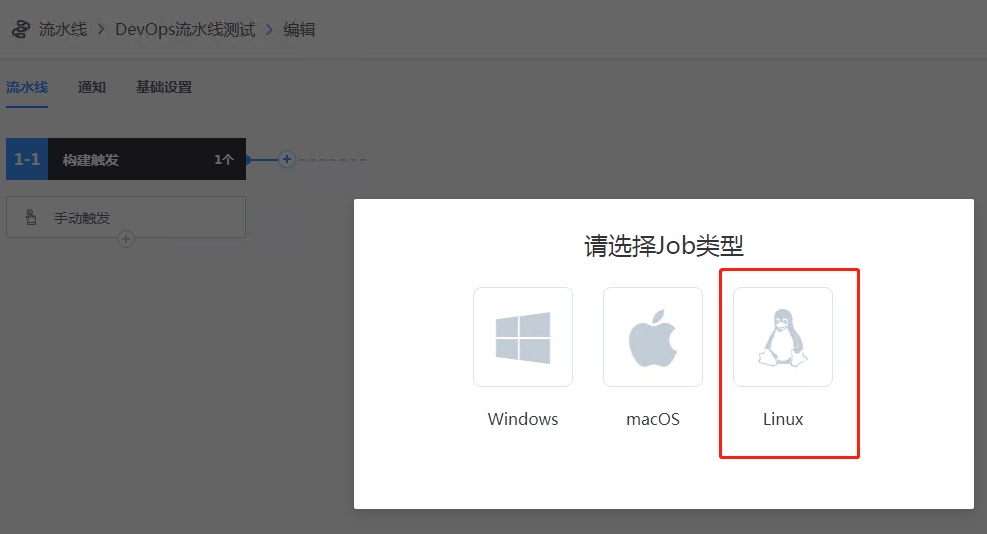 流水线 > DevOps流水线测试 > 编辑
流水线 通知 基础设置
1-1 构建触发 1个
手动触发
请选择Job类型
Windows macOS Linux